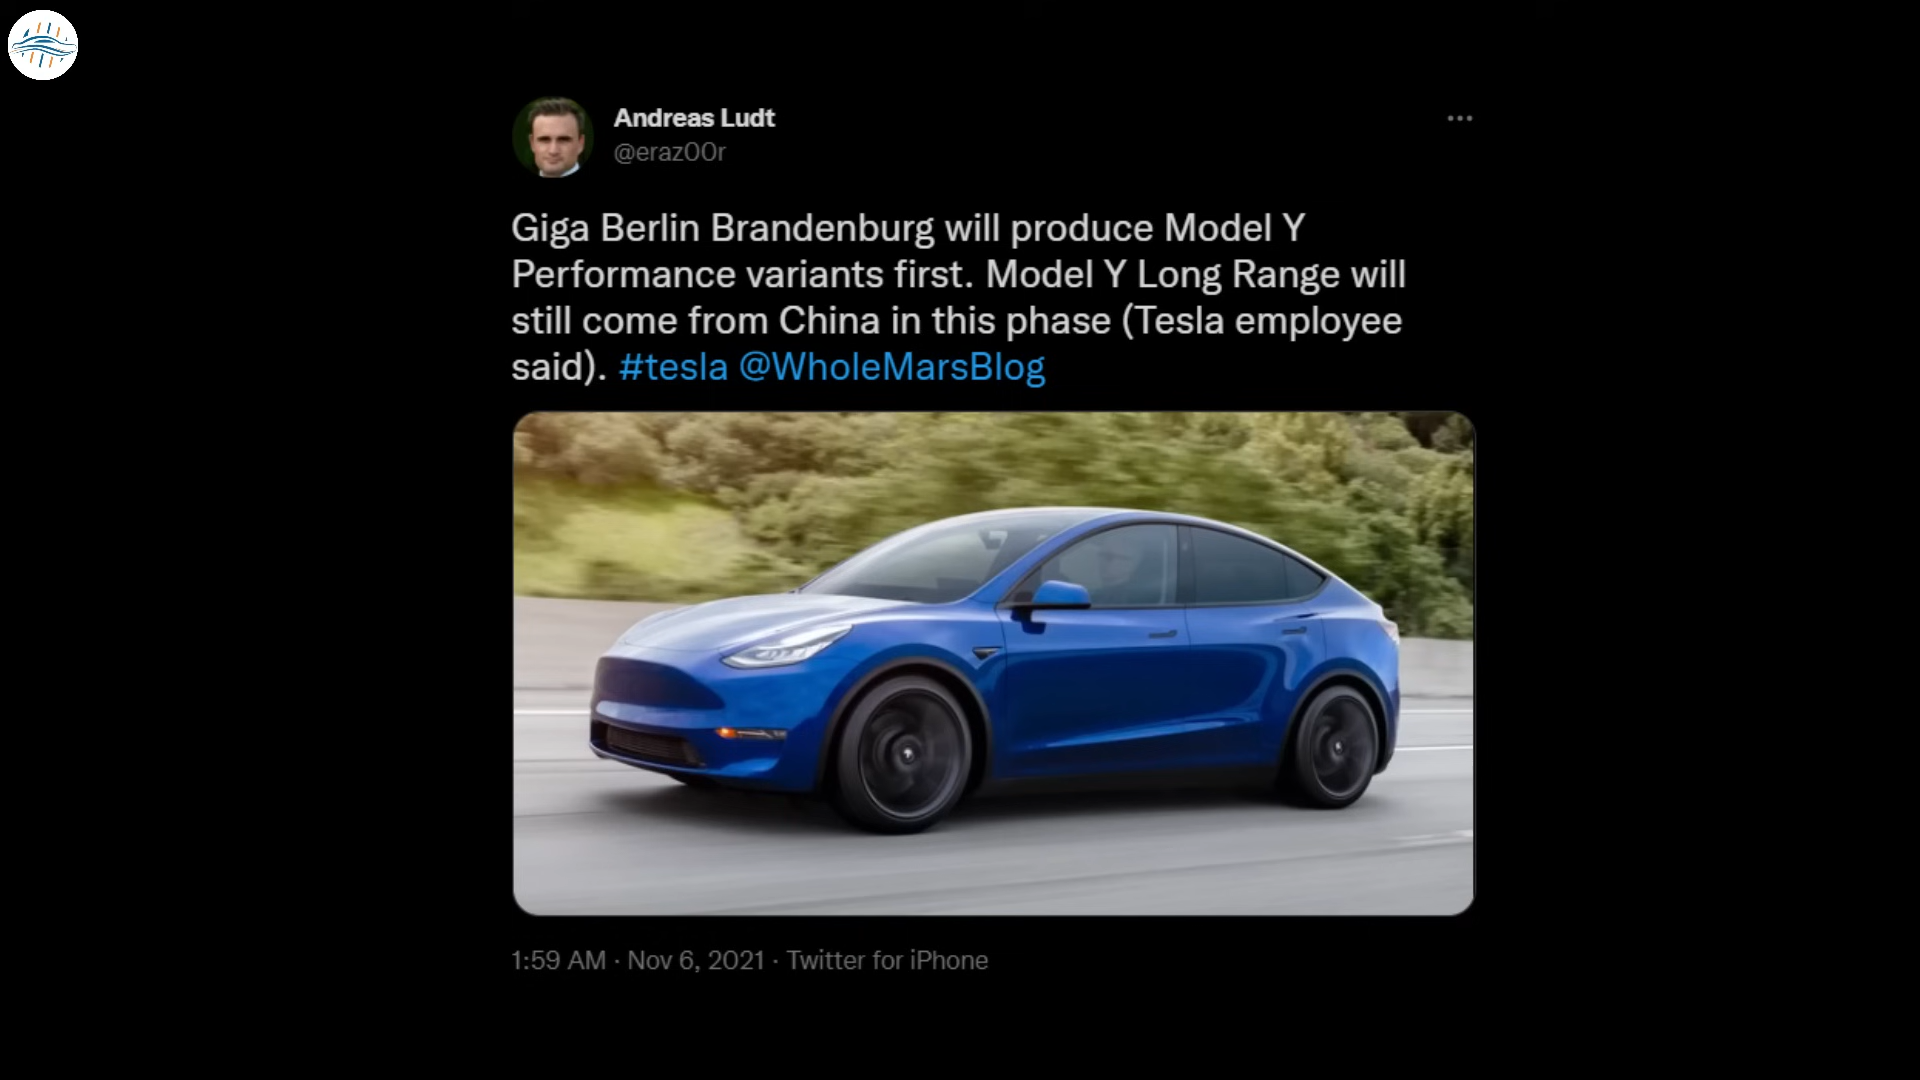 Andreas Ludt
@eraz00r
Giga Berlin Brandenburg will produce Model Y
Performance variants first. Model Y Long Range will
still come from China in this phase (Tesla employee
said). #tesla @WholeMarsBlog
1:59 AM · Nov 6, 2021 · Twitter for iPhone